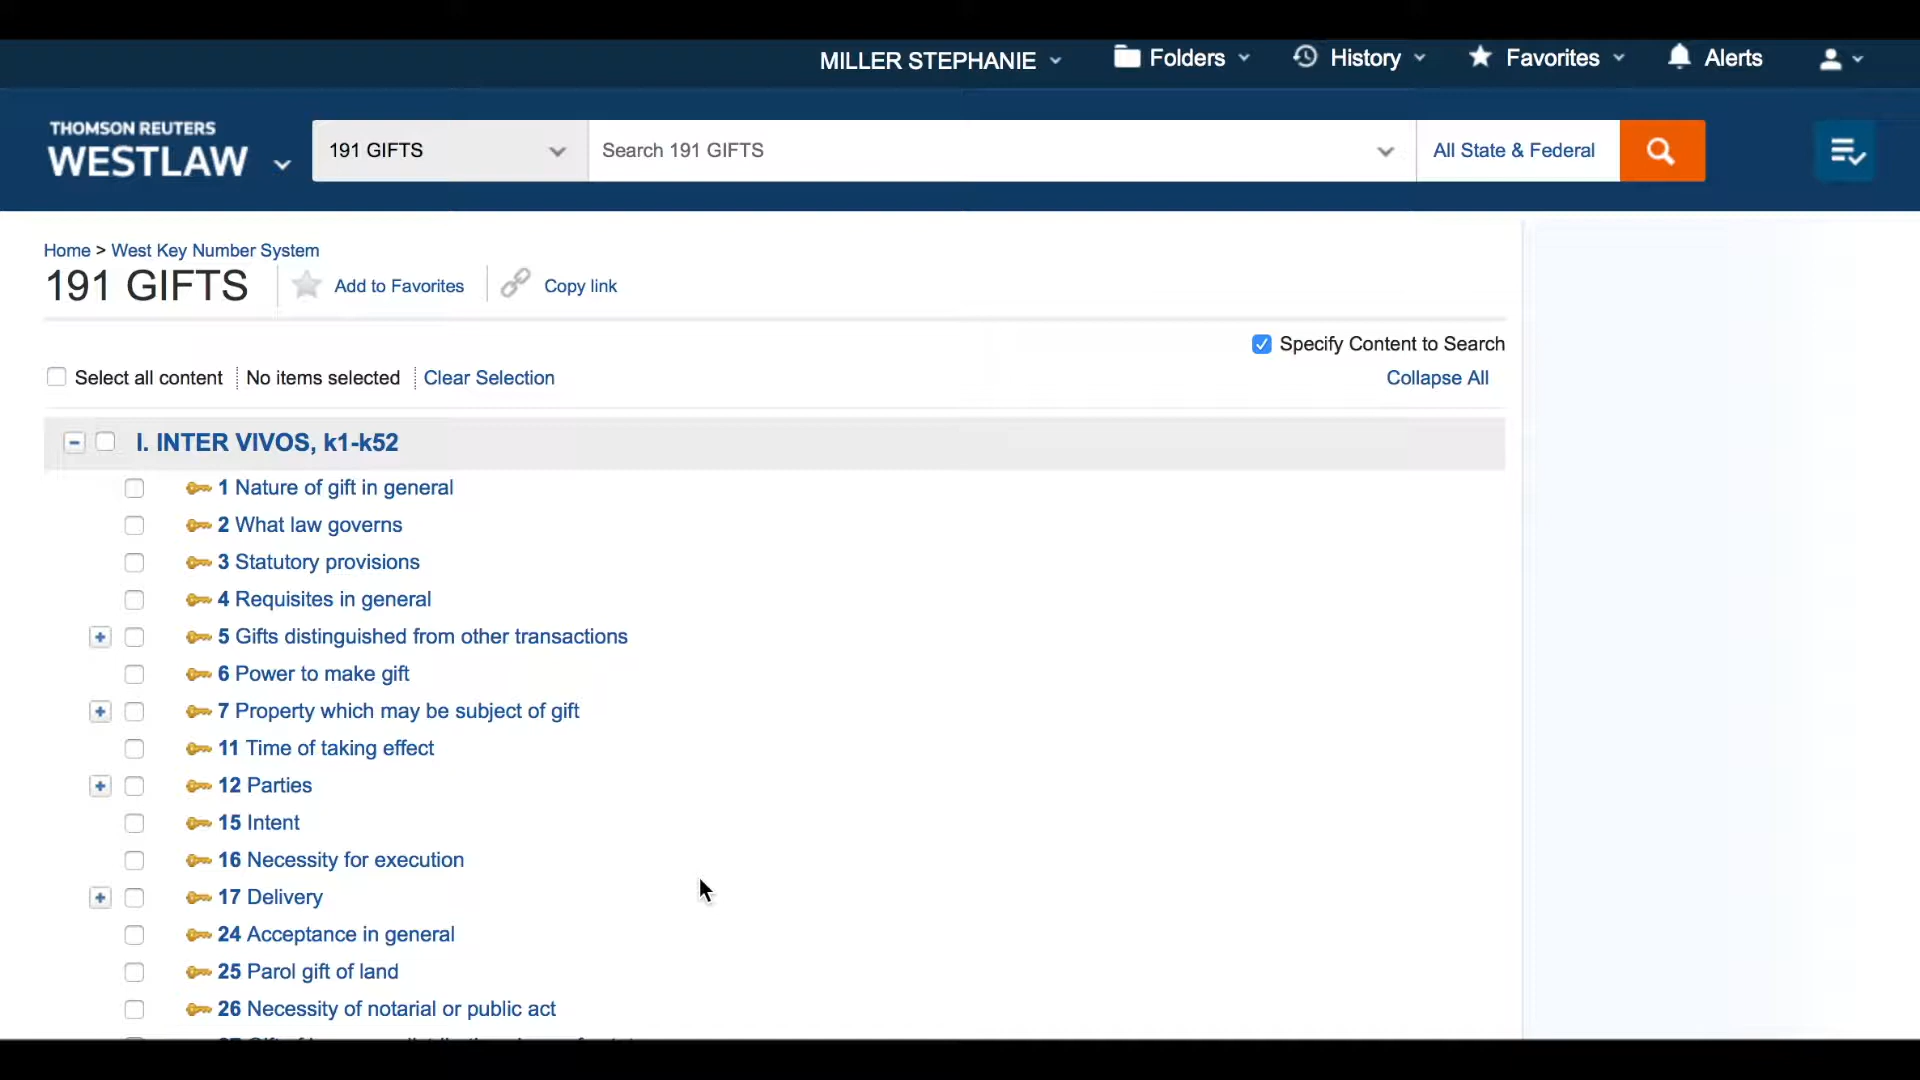 MILLER STEPHANIE
Folders
History
Favorites
Alerts
THOMSON REUTERS
WESTLAW
191 GIFTS
Search 191 GIFTS
All State & Federal
Home > West Key Number System
191 GIFTS
Add to Favorites
Copy link
Specify Content to Search
Select all content
No items selected
Clear Selection
Collapse All
I. INTER VIVOS, k1-k52
1 Nature of gift in general
2 What law governs
3 Statutory provisions
4 Requisites in general
5 Gifts distinguished from other transactions
6 Power to make gift
7 Property which may be subject of gift
11 Time of taking effect
12 Parties
15 Intent
16 Necessity for execution
17 Delivery
24 Acceptance in general
25 Parol gift of land
26 Necessity of notarial or public act